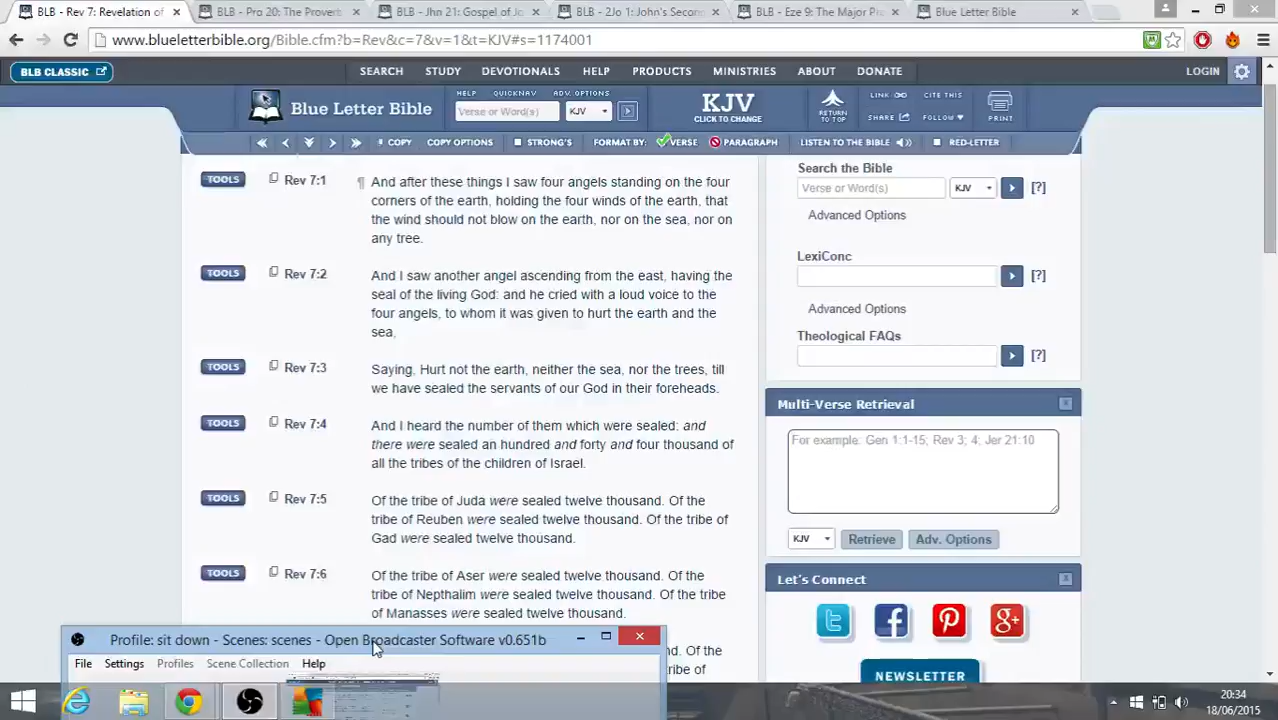 BLB - Rev 7: Revelation of
BLB - Pro 20: The Proverb
BLB - Jhn 21: Gospel of Jo
BLB - 2Jo 1: John's Second
BLB - Eze 9: The Major Pr
Blue Letter Bible
www.blueletterbible.org/Bible.cfm?b=Rev&c=7&v=1&t=KJV#s=1174001
BLB CLASSIC
SEARCH STUDY DEVOTIONALS HELP PRODUCTS MINISTRIES ABOUT DONATE
LOGIN
Blue Letter Bible
HELP QUICKNAV ADV. OPTIONS
Verse or Word(s) KJV
KJV
CLICK TO CHANGE
RETURN
TO TOP
LINK CITE THIS
SHARE FOLLOW
PRINT
COPY COPY OPTIONS STRONG'S FORMAT BY: VERSE PARAGRAPH LISTEN TO THE BIBLE RED-LETTER
TOOLS Rev 7:1 ¶ And after these things I saw four angels standing on the four
corners of the earth, holding the four winds of the earth, that
the wind should not blow on the earth, nor on the sea, nor on
any tree.
TOOLS Rev 7:2 And I saw another angel ascending from the east, having the
seal of the living God: and he cried with a loud voice to the
four angels, to whom it was given to hurt the earth and the
sea,
TOOLS Rev 7:3 Saying, Hurt not the earth, neither the sea, nor the trees, till
we have sealed the servants of our God in their foreheads.
TOOLS Rev 7:4 And I heard the number of them which were sealed: and
there were sealed an hundred and forty and four thousand of
all the tribes of the children of Israel.
TOOLS Rev 7:5 Of the tribe of Juda were sealed twelve thousand. Of the
tribe of Reuben were sealed twelve thousand. Of the tribe of
Gad were sealed twelve thousand.
TOOLS Rev 7:6 Of the tribe of Aser were sealed twelve thousand. Of the
tribe of Nepthalim were sealed twelve thousand. Of the tribe
of Manasses were sealed twelve thousand.
d. Of the
tribe of
Search the Bible
Verse or Word(s) KJV [?]
Advanced Options
LexiConc
[?]
Advanced Options
Theological FAQs
[?]
Multi-Verse Retrieval
For example: Gen 1:1-15; Rev 3; 4; Jer 21:10
KJV Retrieve Adv. Options
Let's Connect
NEWSLETTER
Profile: sit down - Scenes: scenes - Open Broadcaster Software v0.651b
File Settings Profiles Scene Collection Help
20:34
18/06/2015